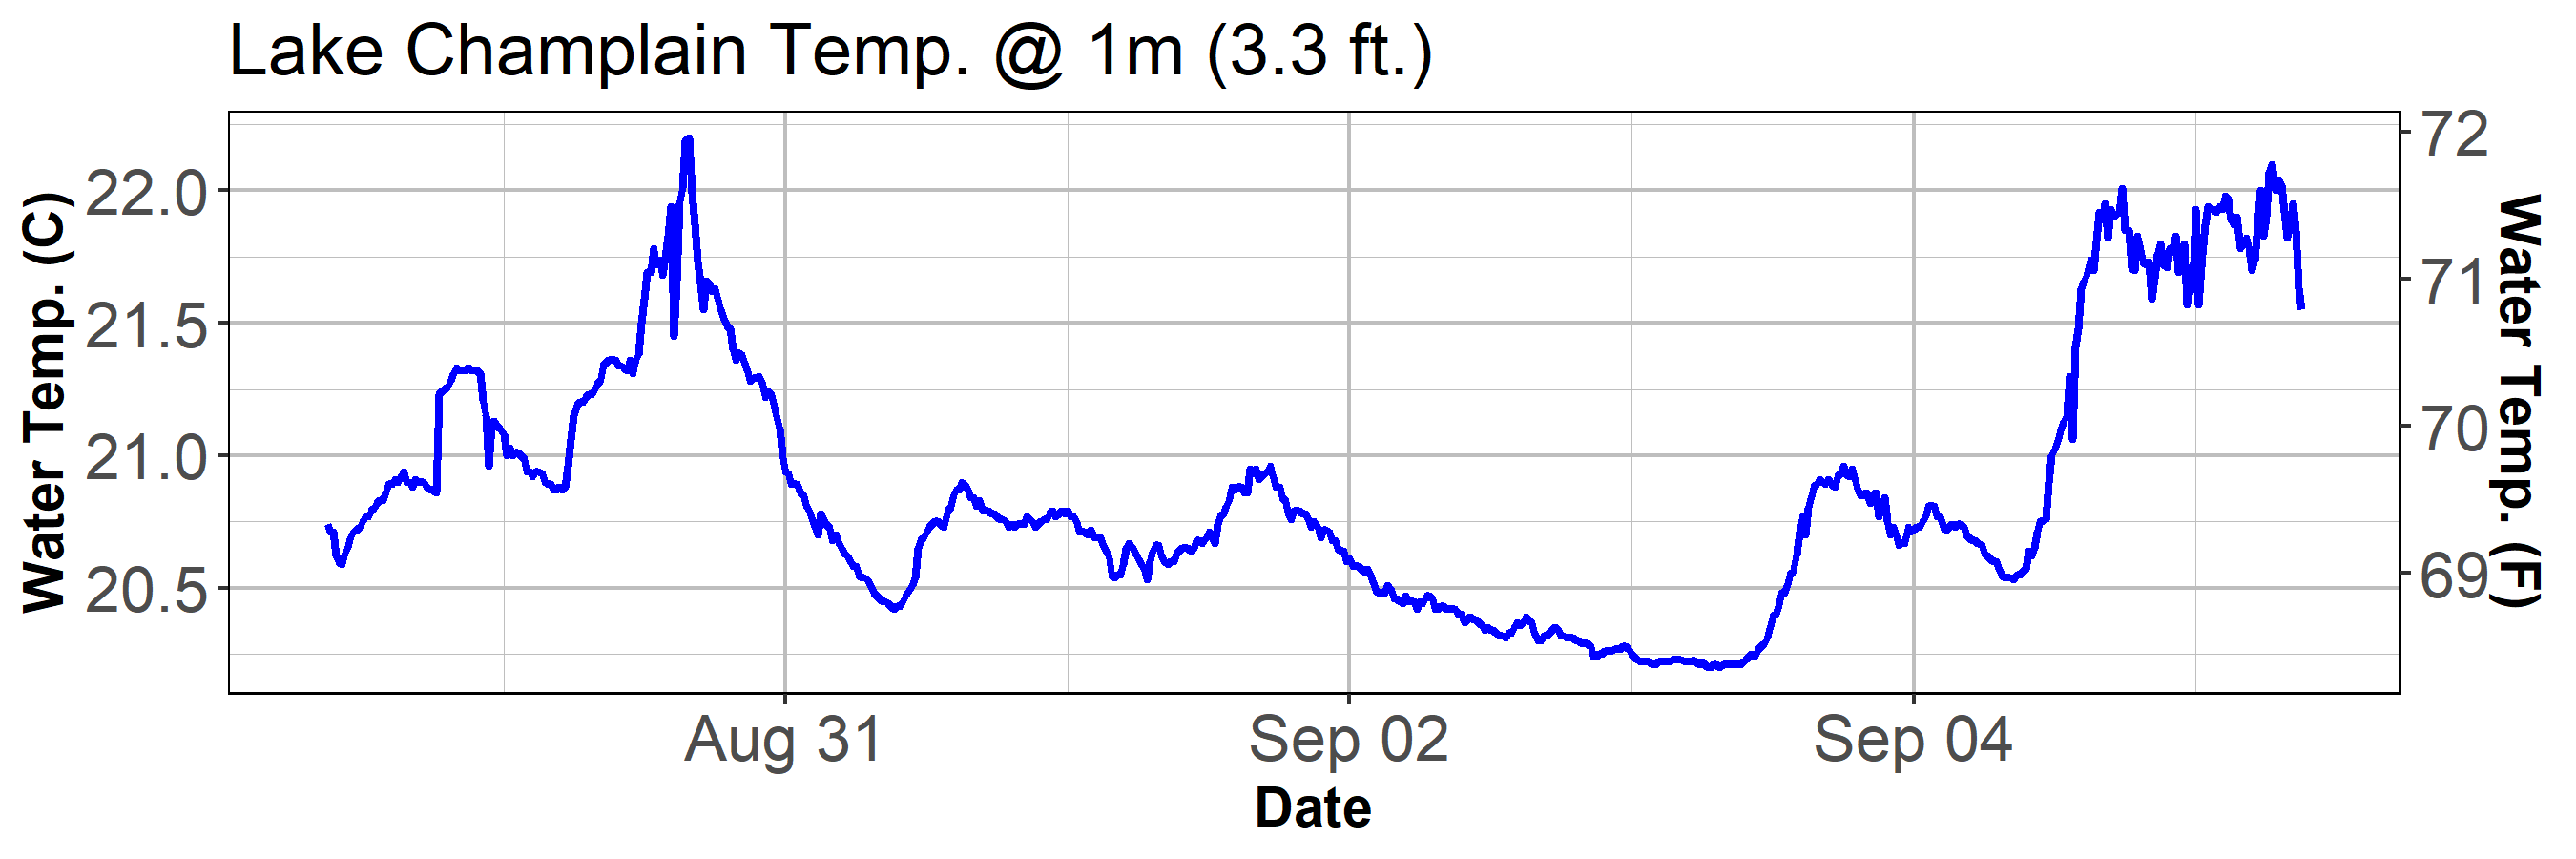 Lake Champlain Temp. @ 1m (3.3 ft.)
Water Temp. (C)
22.0
21.5
21.0
20.5
72
71
70
69
Water Temp. (F)
Aug 31
Sep 02
Sep 04
Date